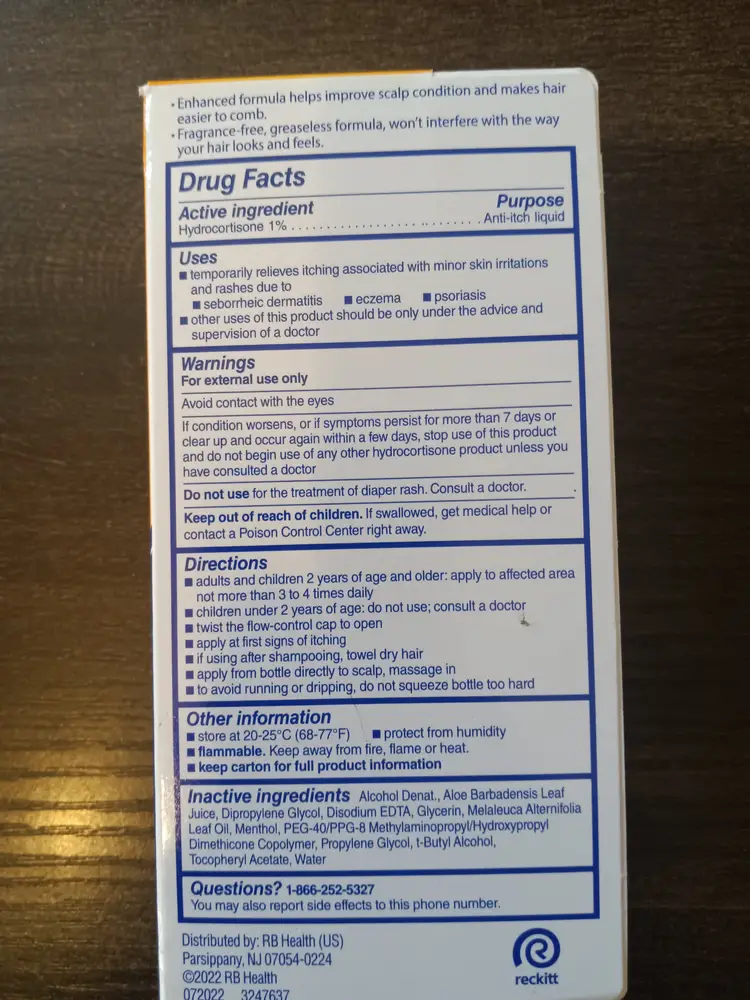 • Enhanced formula helps improve scalp condition and makes hair
easier to comb.
• Fragrance-free, greaseless formula, won't interfere with the way
your hair looks and feels.
Drug Facts
Active ingredient Purpose
Hydrocortisone 1% . . . . . . . . . . . . . . . . . . . . . . . . . . . Anti-itch liquid
Uses
■ temporarily relieves itching associated with minor skin irritations
and rashes due to
■ seborrheic dermatitis ■ eczema ■ psoriasis
■ other uses of this product should be only under the advice and
supervision of a doctor
Warnings
For external use only
Avoid contact with the eyes
If condition worsens, or if symptoms persist for more than 7 days or
clear up and occur again within a few days, stop use of this product
and do not begin use of any other hydrocortisone product unless you
have consulted a doctor
Do not use for the treatment of diaper rash. Consult a doctor.
Keep out of reach of children. If swallowed, get medical help or
contact a Poison Control Center right away.
Directions
■ adults and children 2 years of age and older: apply to affected area
not more than 3 to 4 times daily
■ children under 2 years of age: do not use; consult a doctor
■ twist the flow-control cap to open
■ apply at first signs of itching
■ if using after shampooing, towel dry hair
■ apply from bottle directly to scalp, massage in
■ to avoid running or dripping, do not squeeze bottle too hard
Other information
■ store at 20-25°C (68-77°F) ■ protect from humidity
■ flammable. Keep away from fire, flame or heat.
■ keep carton for full product information
Inactive ingredients Alcohol Denat., Aloe Barbadensis Leaf
Juice, Dipropylene Glycol, Disodium EDTA, Glycerin, Melaleuca Alternifolia
Leaf Oil, Menthol, PEG-40/PPG-8 Methylaminopropyl/Hydroxypropyl
Dimethicone Copolymer, Propylene Glycol, t-Butyl Alcohol,
Tocopheryl Acetate, Water
Questions? 1-866-252-5327
You may also report side effects to this phone number.
Distributed by: RB Health (US)
Parsippany, NJ 07054-0224
©2022 RB Health
072022 3247637
reckitt